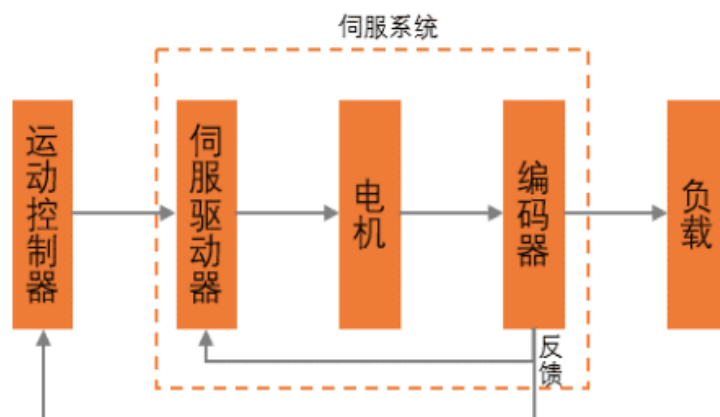 伺服系统
运动控制器
伺服驱动器
电机
编码器
负载
反馈